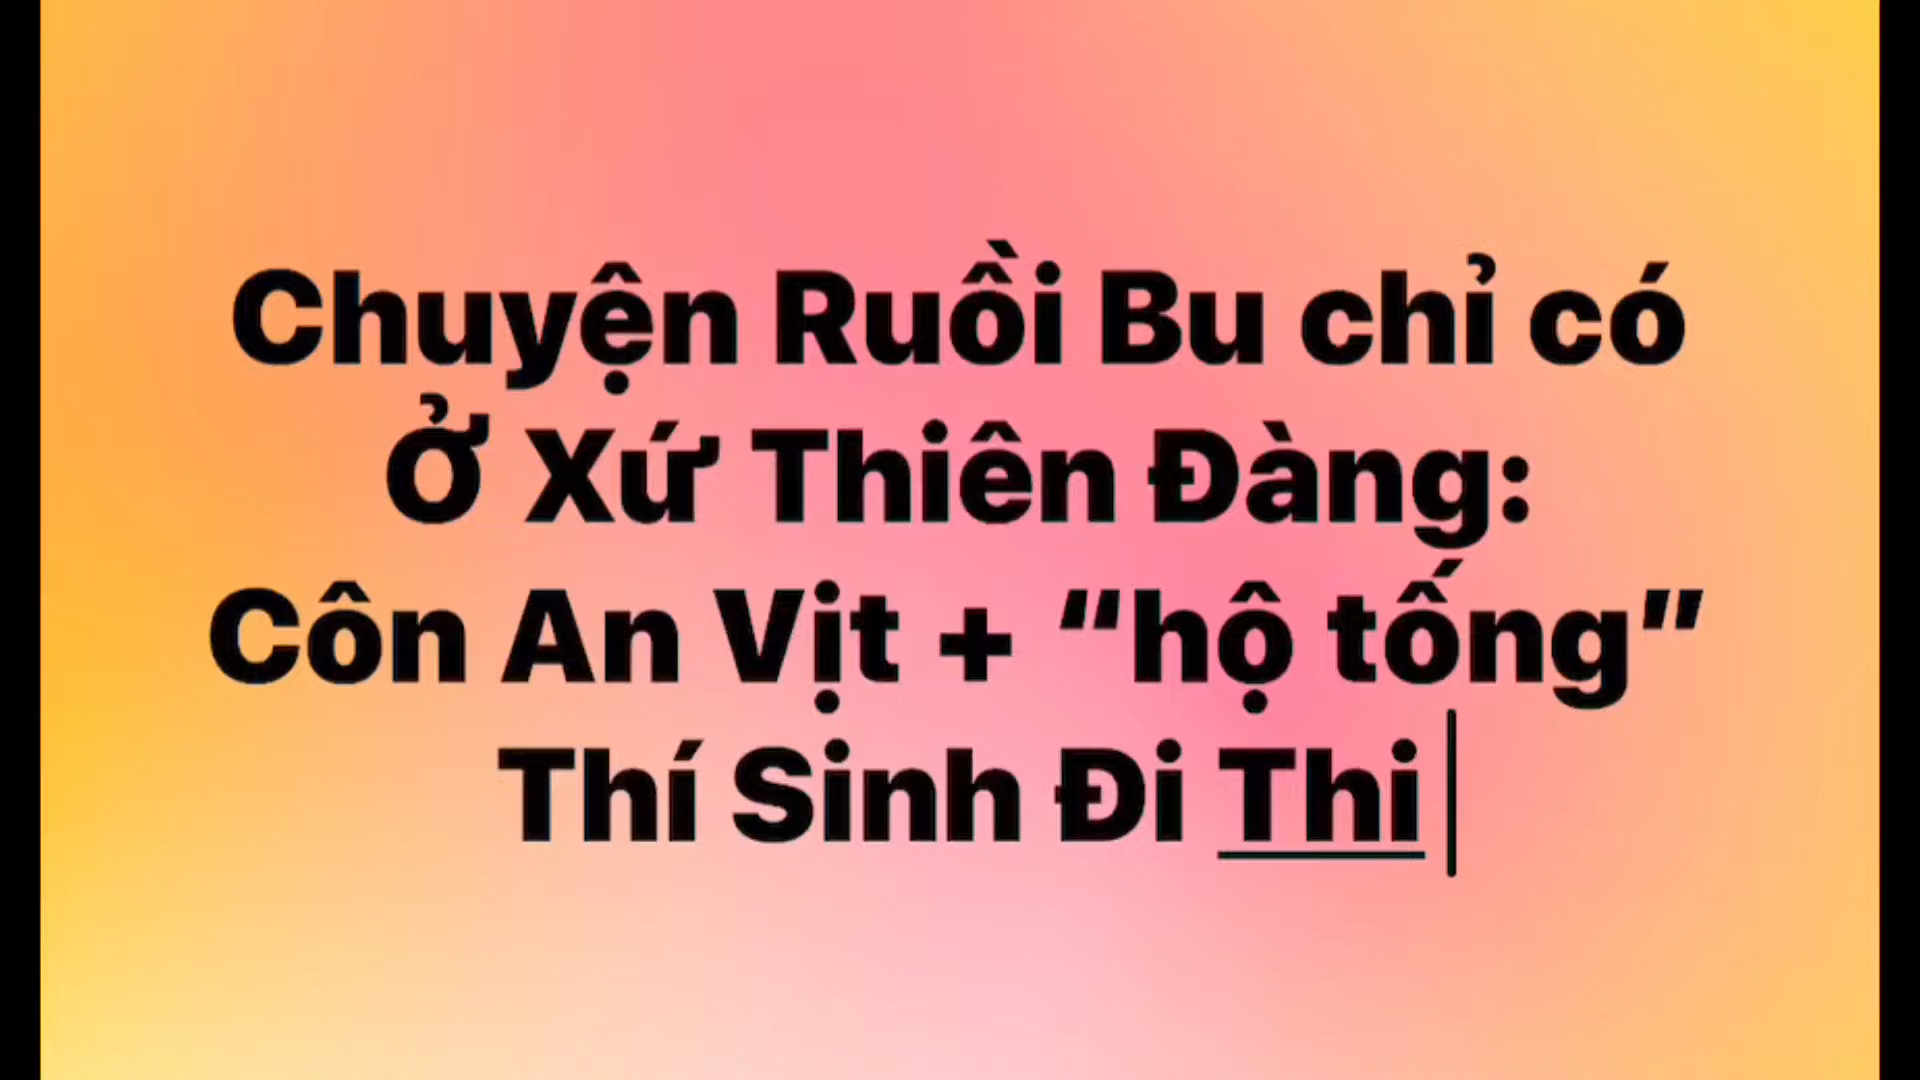 Chuyện Ruồi Bu chỉ có
Ở Xứ Thiên Đàng:
Côn An Vịt + “hộ tống”
Thí Sinh Đi Thi